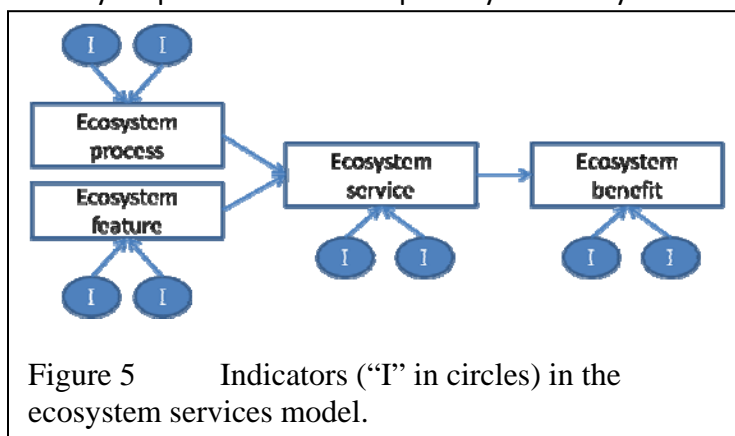 I I
Ecosystem
process
Ecosystem
service
Ecosystem
benefit
Ecosystem
feature
I I
I I
I I
Figure 5 Indicators (“I” in circles) in the
ecosystem services model.